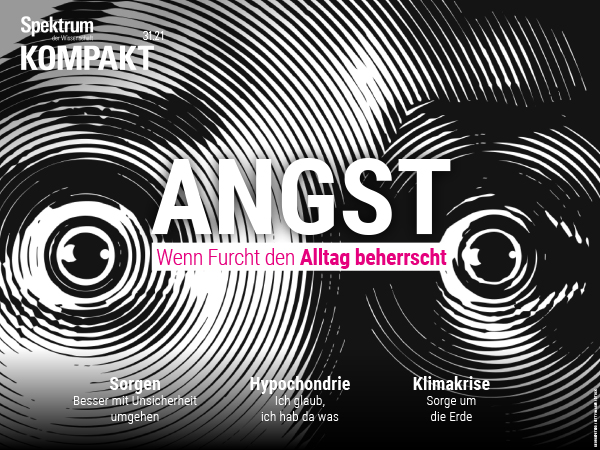 Spektrum
der Wissenschaft
31.21
KOMPAKT
ANGST
Wenn Furcht den Alltag beherrscht
Sorgen
Besser mit Unsicherheit
umgehen
Hypochondrie
Ich glaub,
ich hab da was
Klimakrise
Sorge um
die Erde